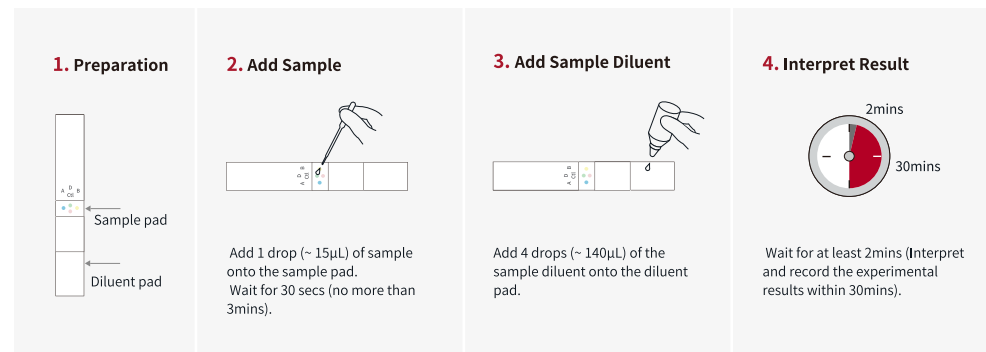 1. Preparation
A D B
Ctl
Sample pad
Diluent pad
2. Add Sample
A D B
Ctl
Add 1 drop (~ 15μL) of sample
onto the sample pad.
Wait for 30 secs (no more than
3mins).
3. Add Sample Diluent
A D B
Ctl
Add 4 drops (~ 140μL) of the
sample diluent onto the diluent
pad.
4. Interpret Result
2mins
30mins
Wait for at least 2mins (Interpret
and record the experimental
results within 30mins).